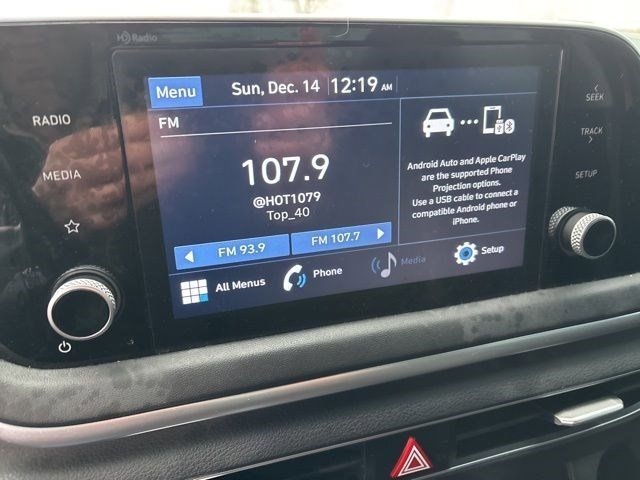 HD Radio
RADIO
MEDIA
Menu
Sun, Dec. 14
12:19 AM
FM
107.9
@HOT1079
Top_40
FM 93.9
FM 107.7
Android Auto and Apple CarPlay
are the supported Phone
Projection options.
Use a USB cable to connect a
compatible Android phone or
iPhone.
All Menus
Phone
Media
Setup
SEEK
TRACK
SETUP